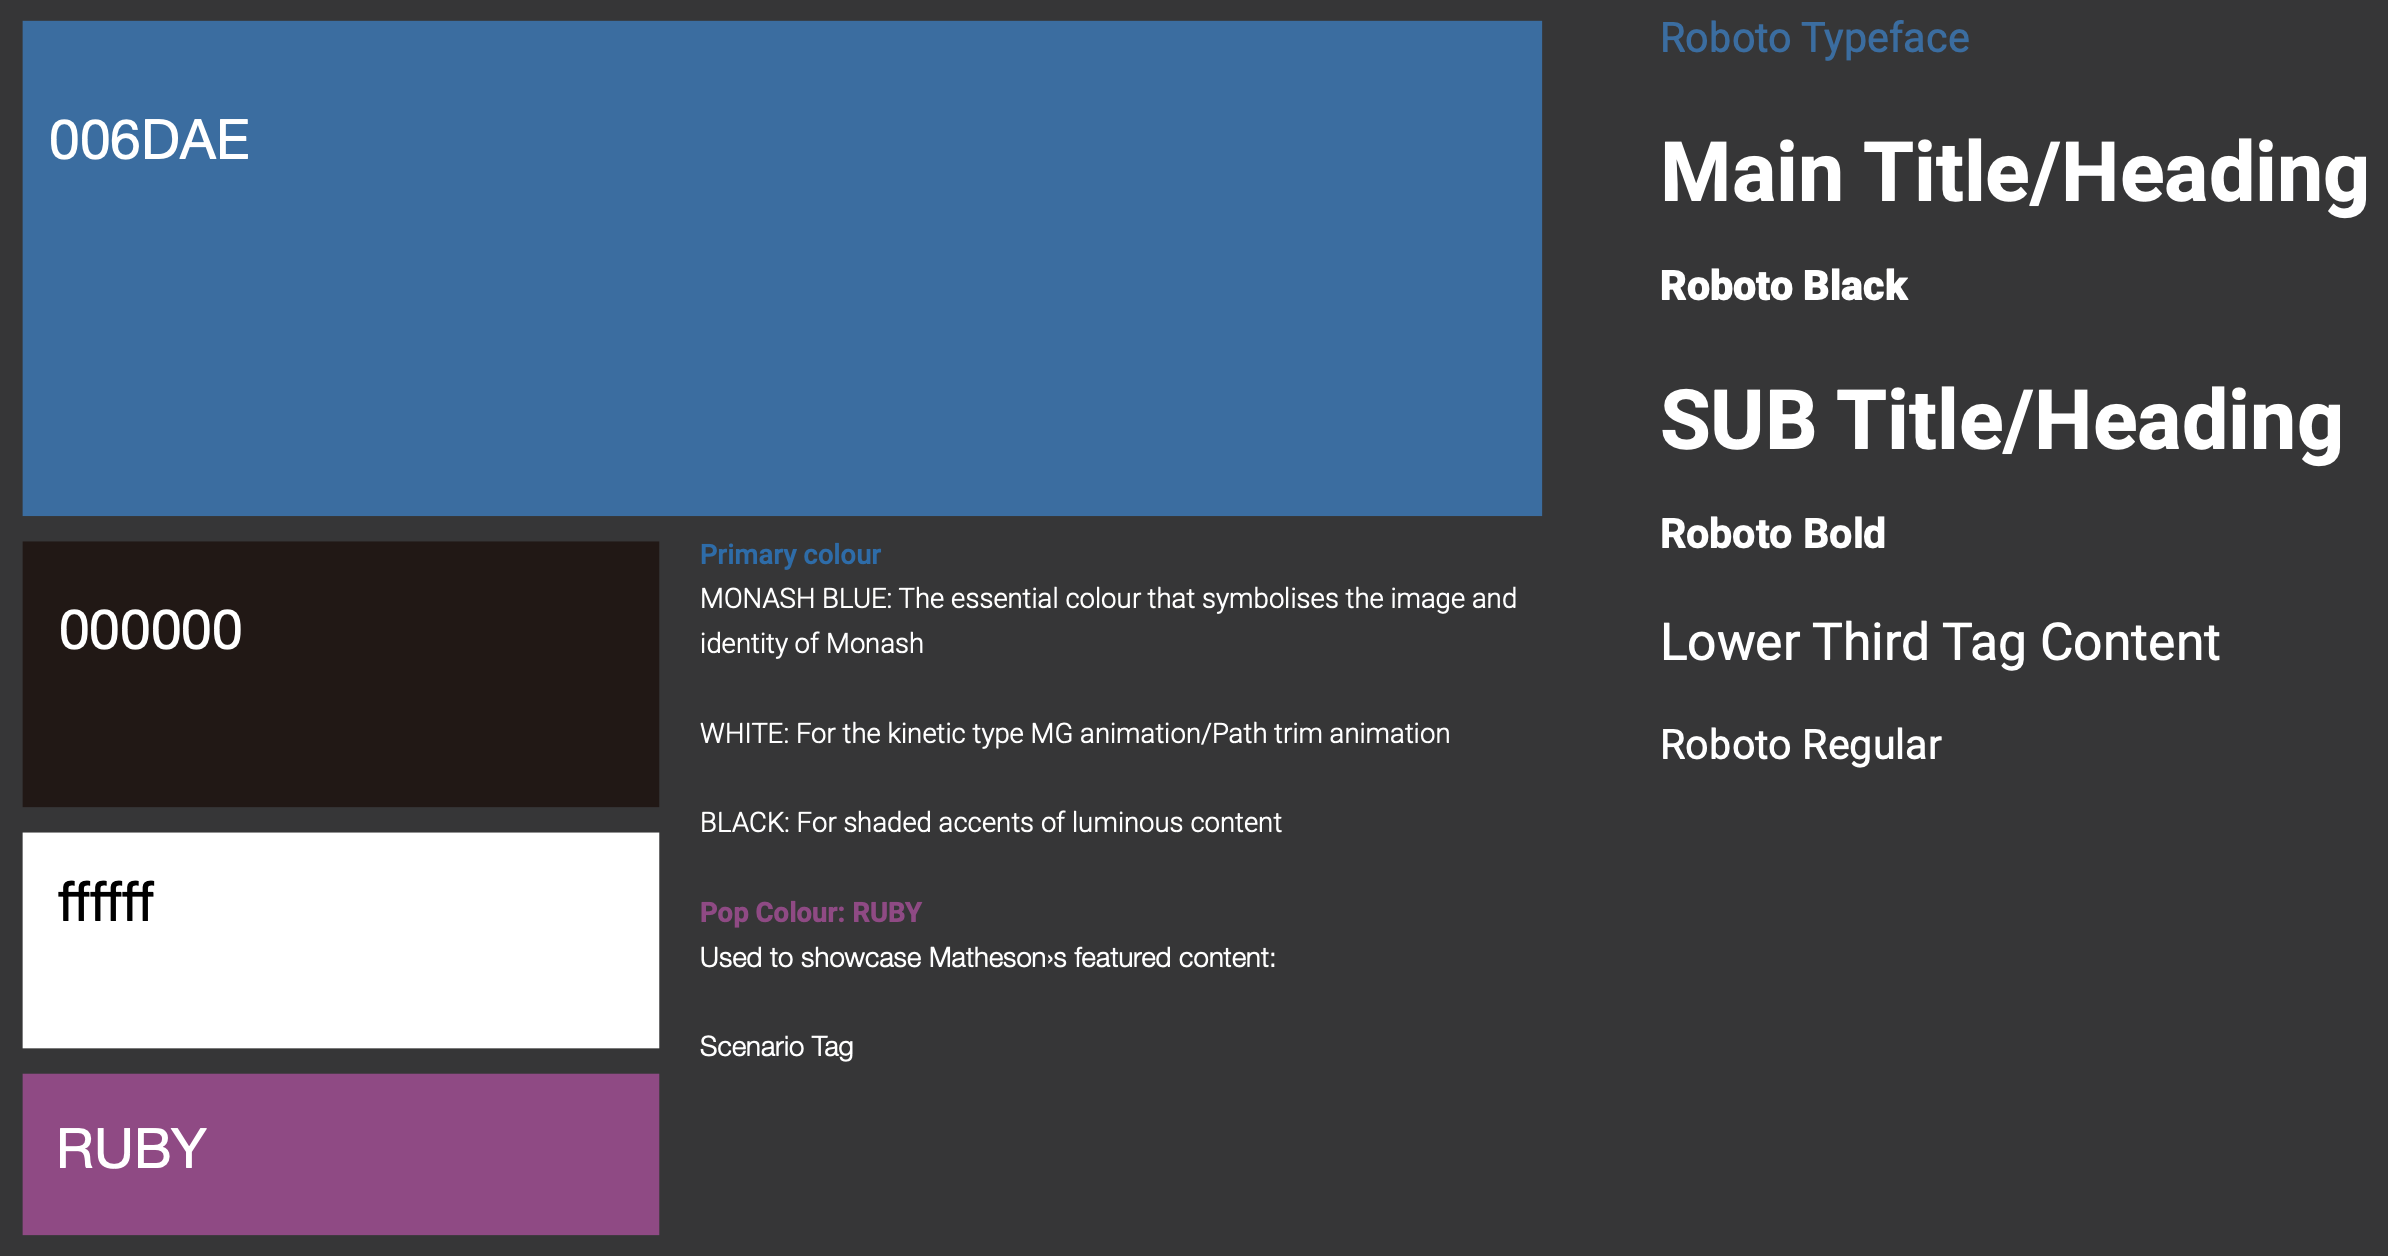 006DAE
000000
ffffff
RUBY
Primary colour
MONASH BLUE: The essential colour that symbolises the image and
identity of Monash
WHITE: For the kinetic type MG animation/Path trim animation
BLACK: For shaded accents of luminous content
Pop Colour: RUBY
Used to showcase Matheson›s featured content:
Scenario Tag
Roboto Typeface
Main Title/Heading
Roboto Black
SUB Title/Heading
Roboto Bold
Lower Third Tag Content
Roboto Regular